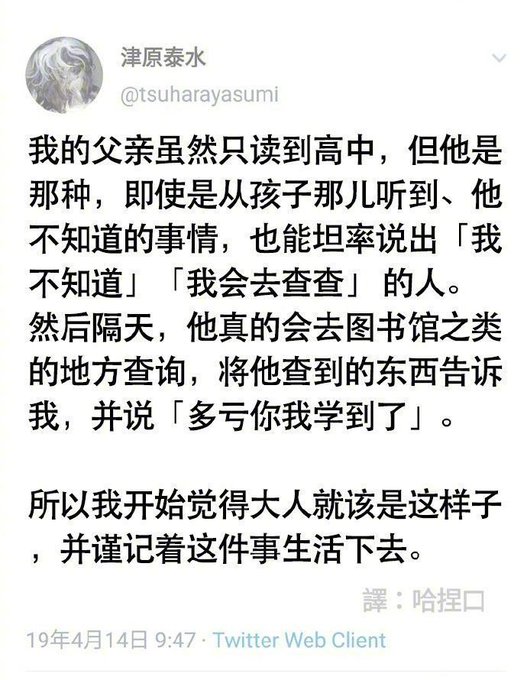 津原泰水
@tsuharayasumi
我的父亲虽然只读到高中，但他是
那种，即使是从孩子那儿听到、他
不知道的事情，也能坦率说出「我
不知道」「我会去查查」的人。
然后隔天，他真的会去图书馆之类
的地方查询，将他查到的东西告诉
我，并说「多亏你我学到了」。
所以我开始觉得大人就该是这样子
，并谨记着这件事生活下去。
譯：哈捏口
19年4月14日 9:47 · Twitter Web Client